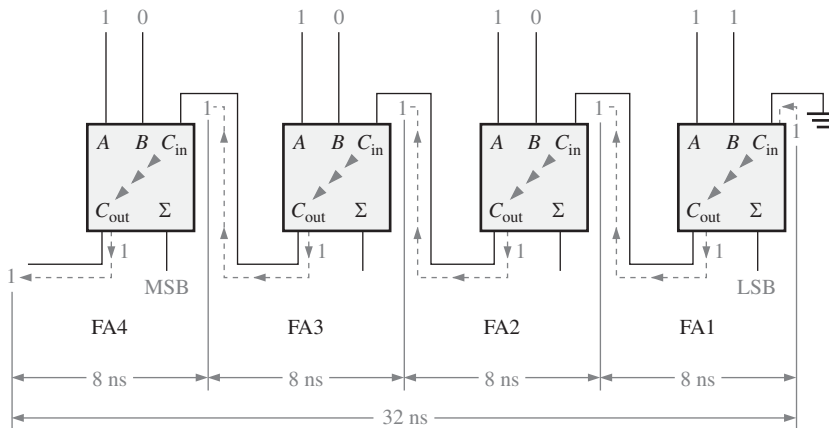 1 0 1 0 1 0 1 1
1 1 1 1
A B Cin A B Cin A B Cin A B Cin
Cout Σ Cout Σ Cout Σ Cout Σ
1 1 1 1
1 MSB LSB
FA4 FA3 FA2 FA1
8 ns 8 ns 8 ns 8 ns
32 ns